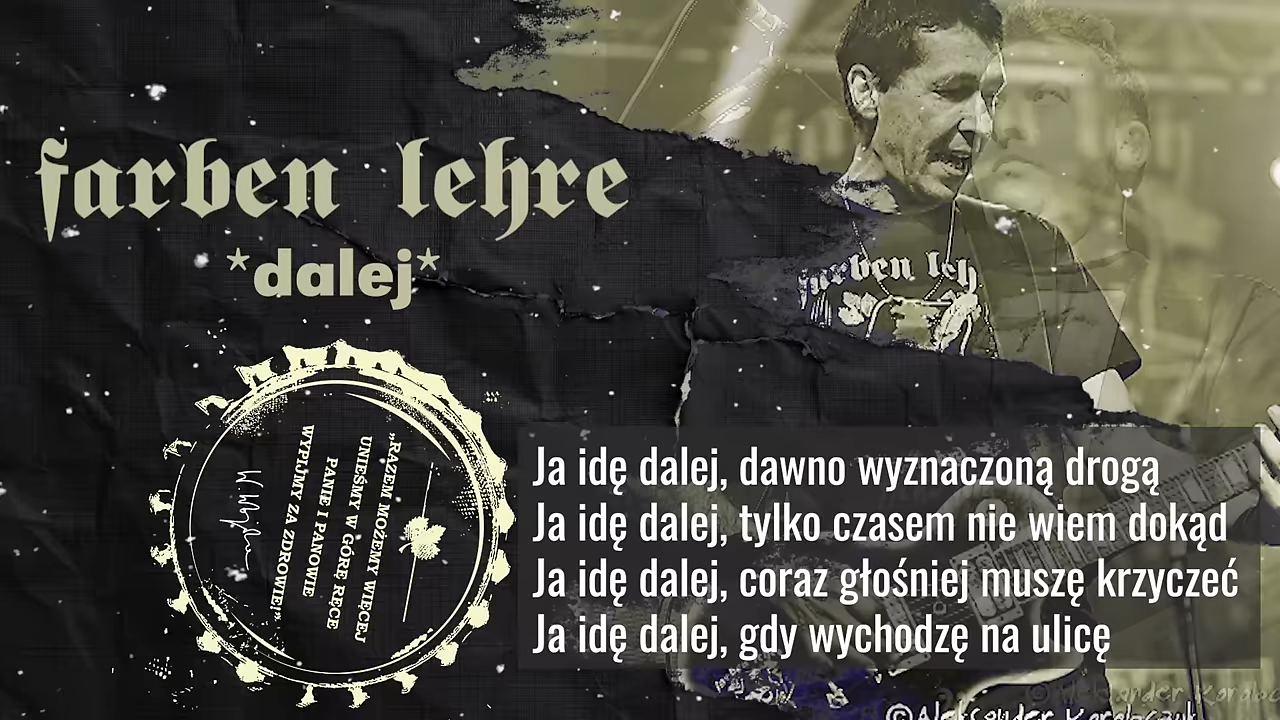 farben lehre
*dalej*
farben leh
„RAZEM MOŻEMY WIĘCEJ
UNIEŚMY W GÓRĘ RĘCE
PANIE I PANOWIE
WYPIJMY ZA ZDROWIE!”
Ja idę dalej, dawno wyznaczoną drogą
Ja idę dalej, tylko czasem nie wiem dokąd
Ja idę dalej, coraz głośniej muszę krzyczeć
Ja idę dalej, gdy wychodzę na ulicę
© Aleksander Korobczuk